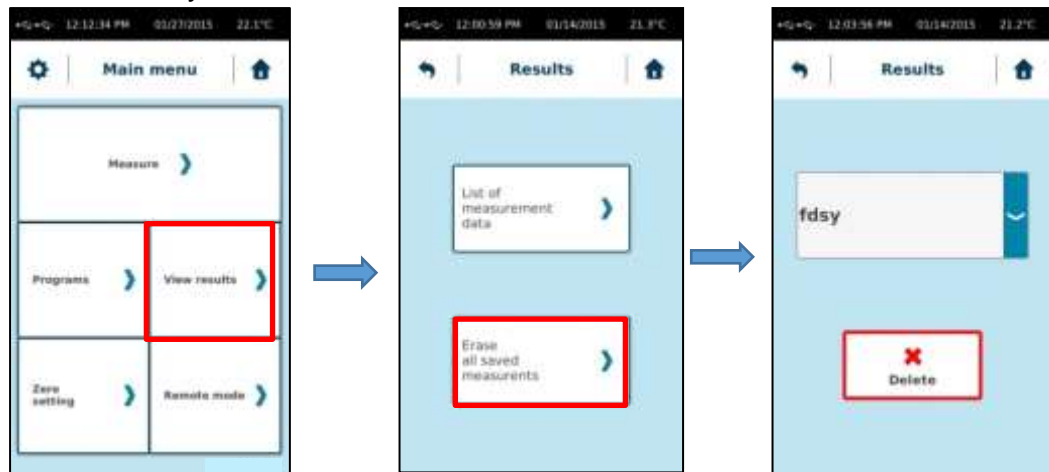 12:12:34 PM 01/27/2015 22.1°C
Main menu
Measure
Programs
View results
Zero
setting
Remote mode
12:00:59 PM 01/14/2015 21.3°C
Results
List of
measurement
data
Erase
all saved
measurents
12:03:56 PM 01/14/2015 21.2°C
Results
fdsy
Delete